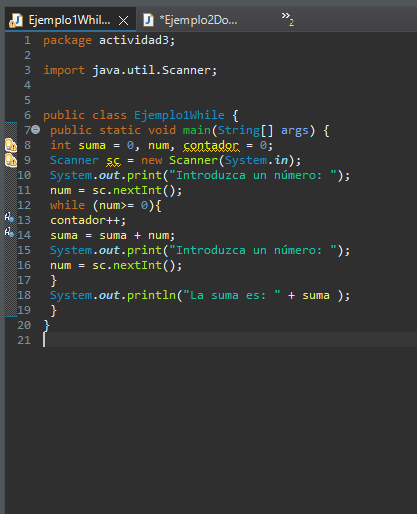 Ejemplo1While... *Ejemplo2Do... »2
1 package actividad3;
2
3 import java.util.Scanner;
4
5
6 public class Ejemplo1While {
7 public static void main(String[] args) {
8 int suma = 0, num, contador = 0;
9 Scanner sc = new Scanner(System.in);
10 System.out.print("Introduzca un número: ");
11 num = sc.nextInt();
12 while (num>= 0){
13 contador++;
14 suma = suma + num;
15 System.out.print("Introduzca un número: ");
16 num = sc.nextInt();
17 }
18 System.out.println("La suma es: " + suma );
19 }
20 }
21